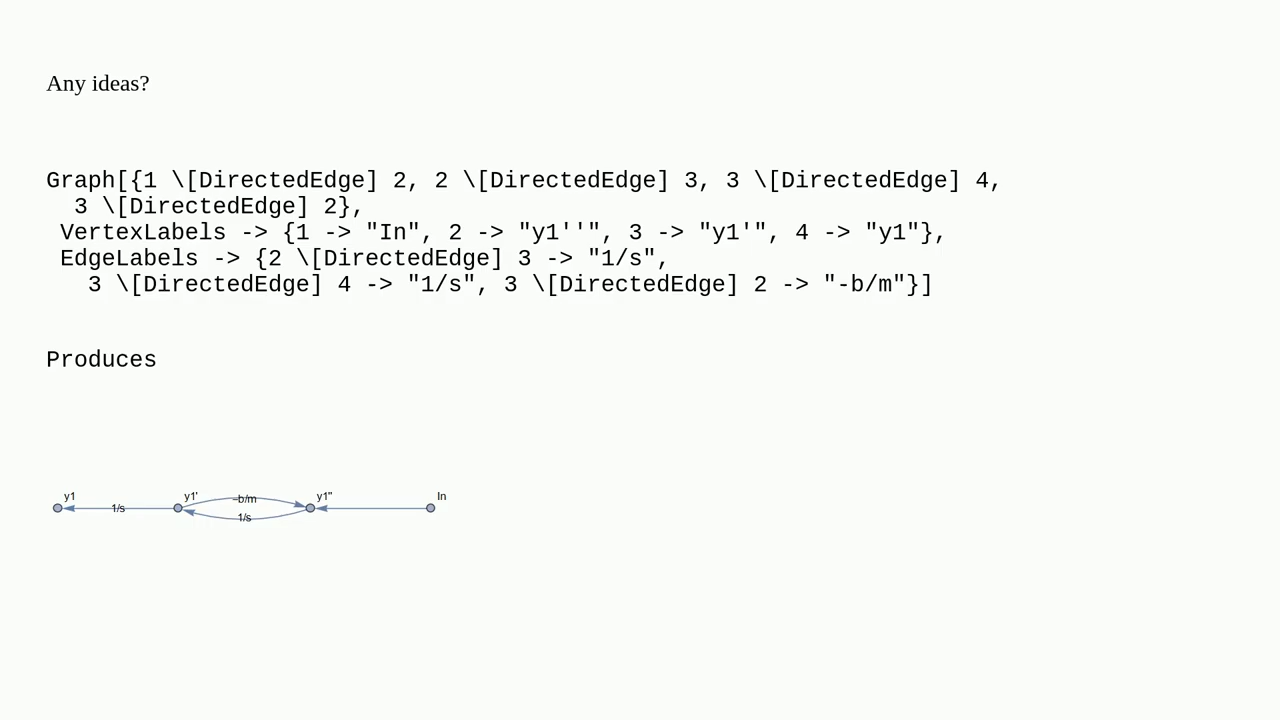 Any ideas?
Graph[{1 \[DirectedEdge] 2, 2 \[DirectedEdge] 3, 3 \[DirectedEdge] 4,
3 \[DirectedEdge] 2},
VertexLabels -> {1 -> "In", 2 -> "y1''", 3 -> "y1'", 4 -> "y1"},
EdgeLabels -> {2 \[DirectedEdge] 3 -> "1/s",
3 \[DirectedEdge] 4 -> "1/s", 3 \[DirectedEdge] 2 -> "-b/m"}]
Produces
y1 y1' y1'' In
-b/m
1/s
1/s